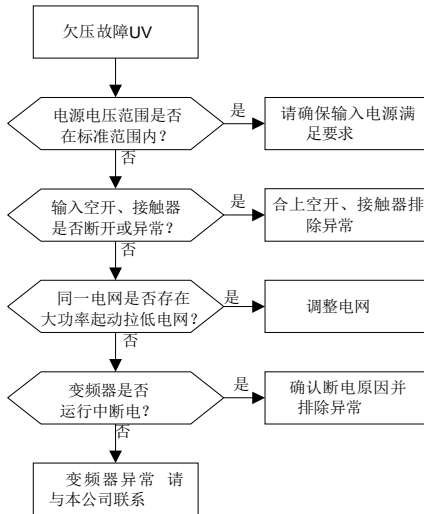 欠压故障UV
电源电压范围是否
在标准范围内?
是
请确保输入电源满
足要求
否
输入空开、接触器
是否断开或异常?
是
合上空开、接触器排
除异常
否
同一电网是否存在
大功率起动拉低电网?
是
调整电网
否
变频器是否
运行中断电?
是
确认断电原因并
排除异常
否
变频器异常 请
与本公司联系